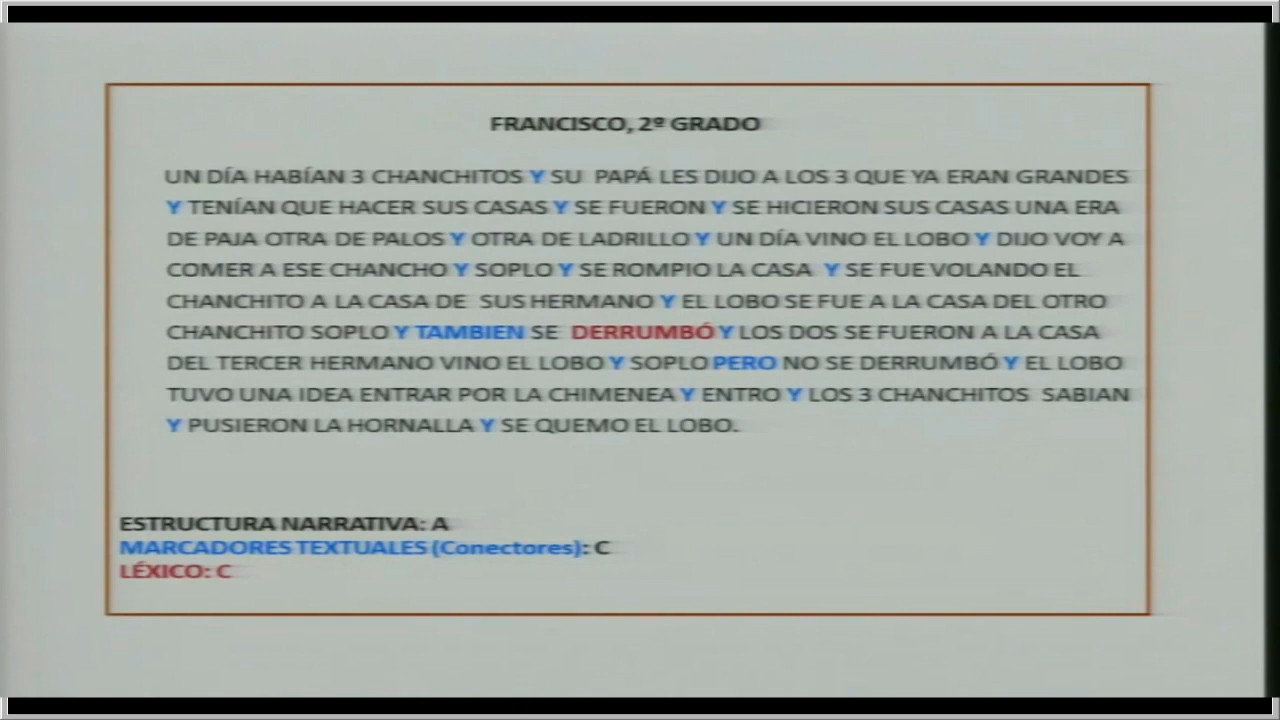 FRANCISCO, 2º GRADO
UN DÍA HABÍAN 3 CHANCHITOS Y SU PAPÁ LES DIJO A LOS 3 QUE YA ERAN GRANDES
Y TENÍAN QUE HACER SUS CASAS Y SE FUERON Y SE HICIERON SUS CASAS UNA ERA
DE PAJA OTRA DE PALOS Y OTRA DE LADRILLO Y UN DÍA VINO EL LOBO Y DIJO VOY A
COMER A ESE CHANCHO Y SOPLO Y SE ROMPIO LA CASA Y SE FUE VOLANDO EL
CHANCHITO A LA CASA DE SUS HERMANO Y EL LOBO SE FUE A LA CASA DEL OTRO
CHANCHITO SOPLO Y TAMBIEN SE DERRUMBÓ Y LOS DOS SE FUERON A LA CASA
DEL TERCER HERMANO VINO EL LOBO Y SOPLO PERO NO SE DERRUMBÓ Y EL LOBO
TUVO UNA IDEA ENTRAR POR LA CHIMENEA Y ENTRO Y LOS 3 CHANCHITOS SABIAN
Y PUSIERON LA HORNALLA Y SE QUEMO EL LOBO.
ESTRUCTURA NARRATIVA: A
MARCADORES TEXTUALES (Conectores): C
LÉXICO: C